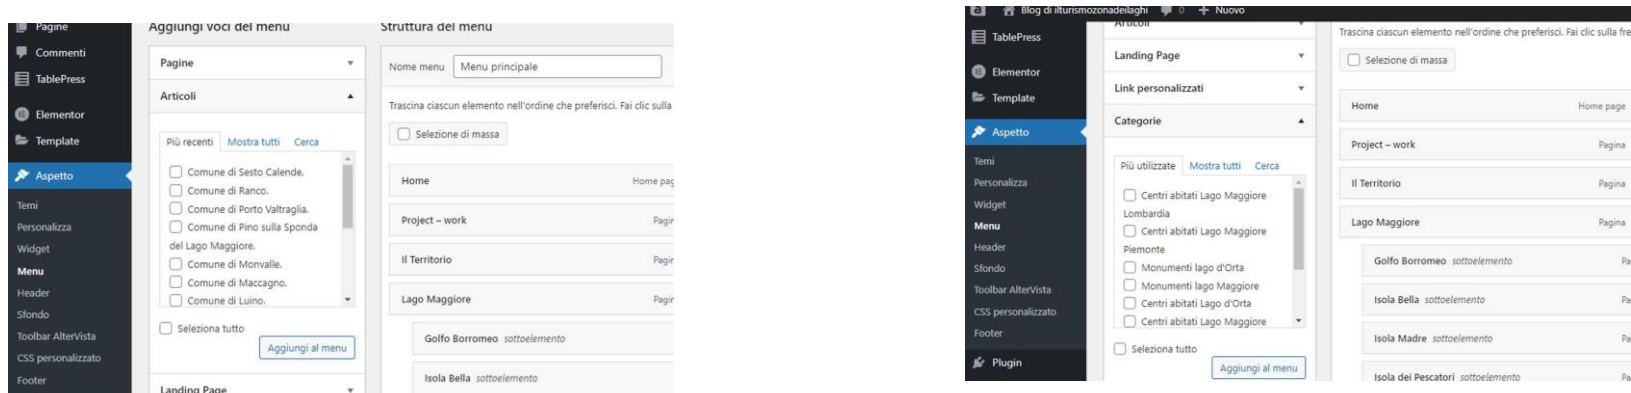 Pagine
Commenti
TablePress
Elementor
Template
Aspetto
Temi
Personalizza
Widget
Menu
Header
Sfondo
Toolbar AlterVista
CSS personalizzato
Footer
Aggiungi voci del menu
Pagine
Articoli
Più recenti Mostra tutti Cerca
Comune di Sesto Calende.
Comune di Ranco.
Comune di Porto Valtraglia.
Comune di Pino sulla Sponda
del Lago Maggiore.
Comune di Monvalle.
Comune di Maccagno.
Comune di Luino.
Seleziona tutto
Aggiungi al menu
Landing Page
Struttura del menu
Nome menu Menu principale
Trascina ciascun elemento nell'ordine che preferisci. Fai clic sulla
Selezione di massa
Home Home pag
Project – work Pagir
Il Territorio Pagir
Lago Maggiore Pagir
Golfo Borromeo sottoelemento
Isola Bella sottoelemento
Blog di ilturismozonadeilaghi 0 + Nuovo
TablePress
Elementor
Template
Aspetto
Temi
Personalizza
Widget
Menu
Header
Sfondo
Toolbar AlterVista
CSS personalizzato
Footer
Plugin
Articoli
Landing Page
Link personalizzati
Categorie
Più utilizzate Mostra tutti Cerca
Centri abitati Lago Maggiore
Lombardia
Centri abitati Lago Maggiore
Piemonte
Monumenti lago d'Orta
Monumenti lago Maggiore
Centri abitati Lago d'Orta
Centri abitati Lago Maggiore
Seleziona tutto
Aggiungi al menu
Trascina ciascun elemento nell'ordine che preferisci. Fai clic sulla fre
Selezione di massa
Home Home page
Project – work Pagina
Il Territorio Pagina
Lago Maggiore Pagina
Golfo Borromeo sottoelemento Pa
Isola Bella sottoelemento Pa
Isola Madre sottoelemento Pa
Isola dei Pescatori sottoelemento Pa